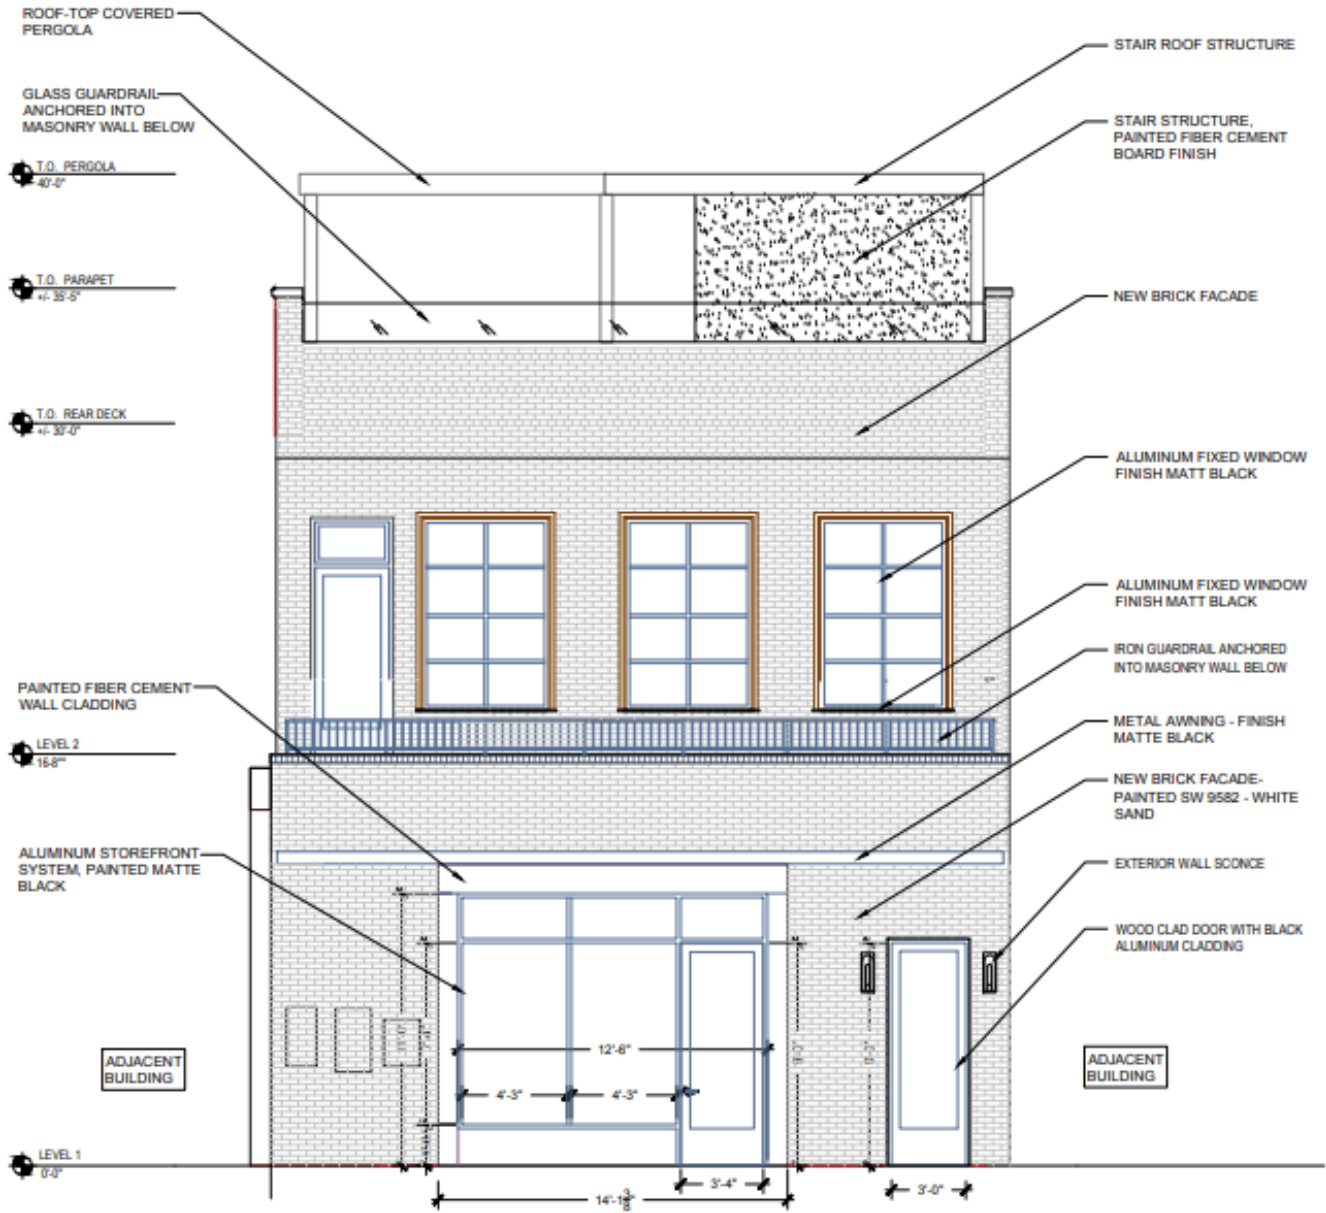 ROOF-TOP COVERED
PERGOLA
GLASS GUARDRAIL
ANCHORED INTO
MASONRY WALL BELOW
T.O. PERGOLA
40'-0"
T.O. PARAPET
+/- 35'-5"
T.O. REAR DECK
+/- 30'-0"
PAINTED FIBER CEMENT
WALL CLADDING
LEVEL 2
16-8""
ALUMINUM STOREFRONT
SYSTEM, PAINTED MATTE
BLACK
ADJACENT
BUILDING
LEVEL 1
0'-0"
STAIR ROOF STRUCTURE
STAIR STRUCTURE,
PAINTED FIBER CEMENT
BOARD FINISH
NEW BRICK FACADE
ALUMINUM FIXED WINDOW
FINISH MATT BLACK
ALUMINUM FIXED WINDOW
FINISH MATT BLACK
IRON GUARDRAIL ANCHORED
INTO MASONRY WALL BELOW
METAL AWNING - FINISH
MATTE BLACK
NEW BRICK FACADE-
PAINTED SW 9582 - WHITE
SAND
EXTERIOR WALL SCONCE
WOOD CLAD DOOR WITH BLACK
ALUMINUM CLADDING
ADJACENT
BUILDING
12'-6"
4'-3"
4'-3"
3'-4"
3'-0"
14'-1 3/8"